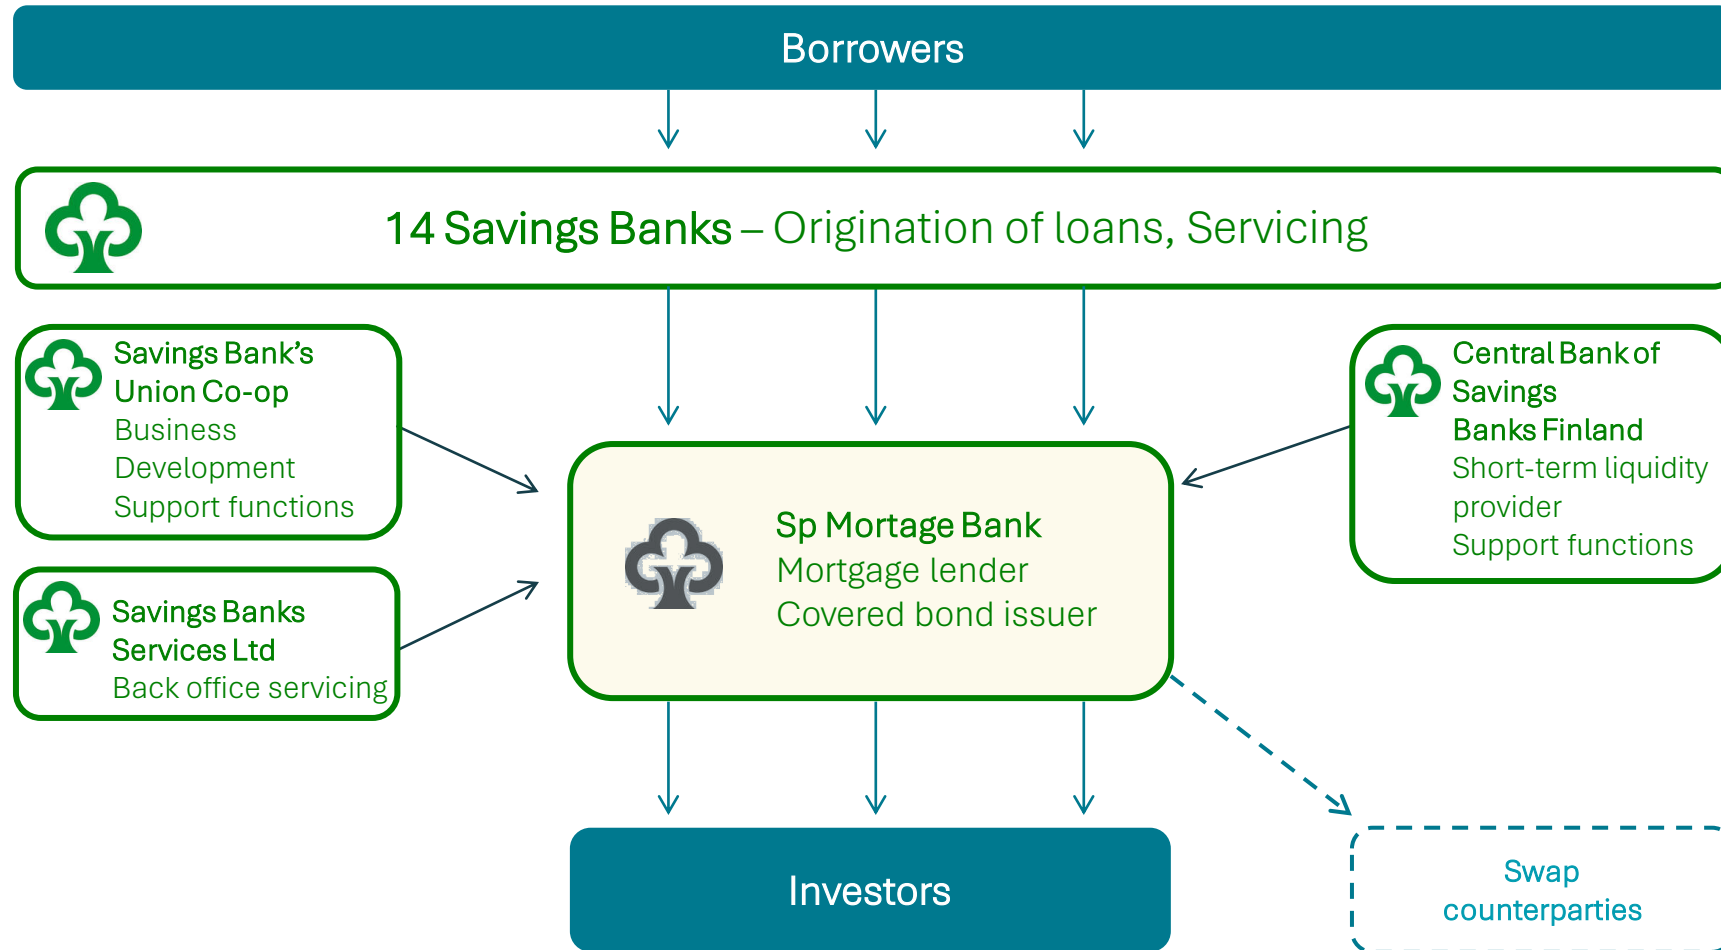 Borrowers
14 Savings Banks – Origination of loans, Servicing
Savings Bank’s
Union Co-op
Business
Development
Support functions
Central Bank of
Savings
Banks Finland
Short-term liquidity
provider
Support functions
Sp Mortage Bank
Mortgage lender
Covered bond issuer
Savings Banks
Services Ltd
Back office servicing
Investors
Swap
counterparties